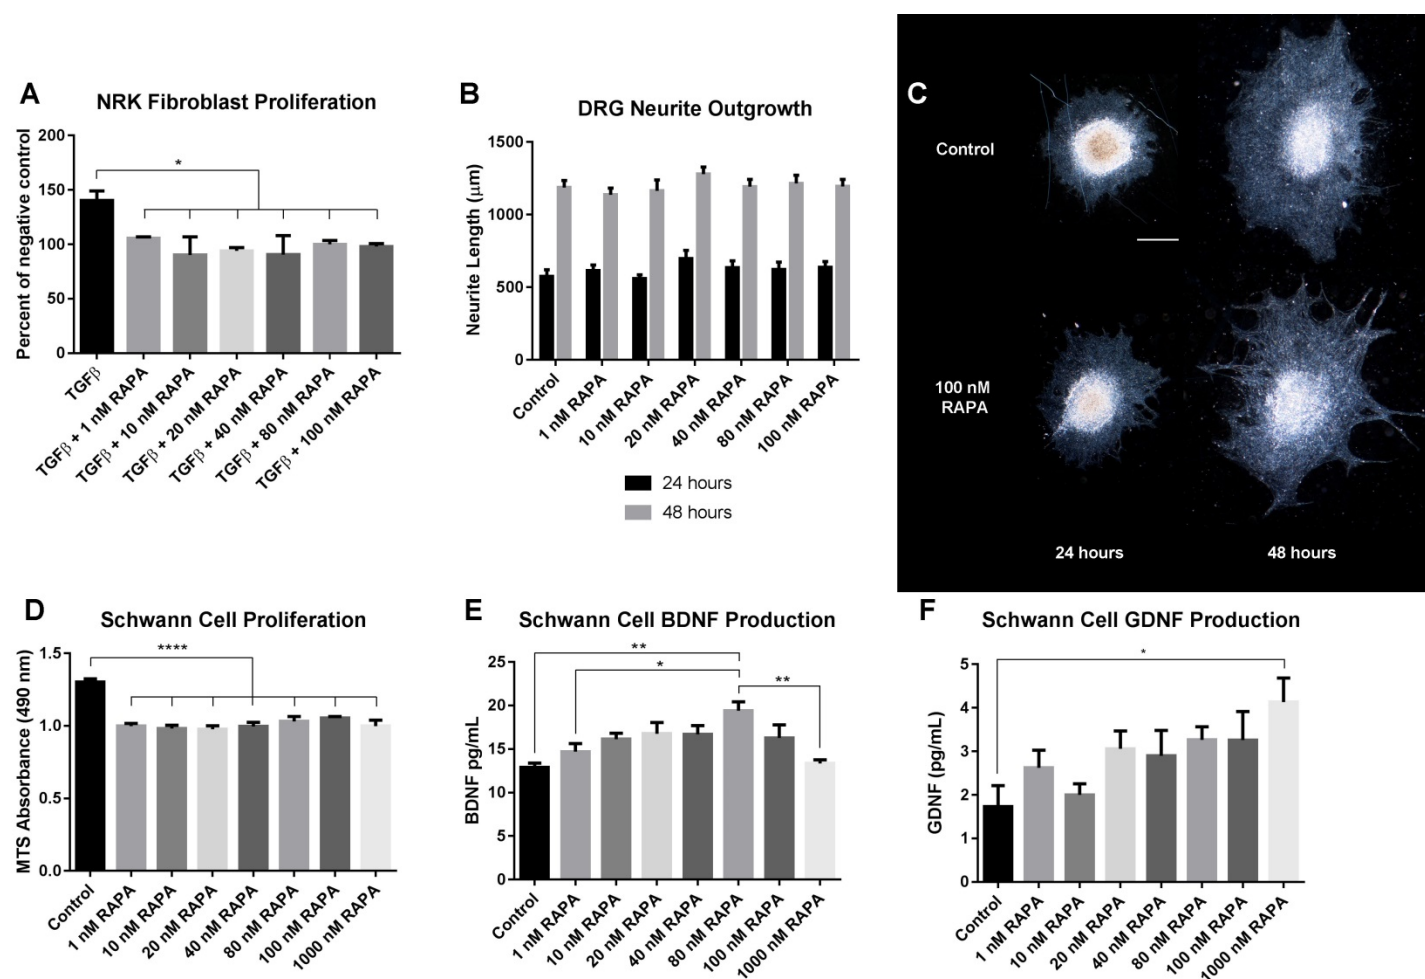 A
NRK Fibroblast Proliferation
Percent of negative control
200
150
100
50
0
*
TGFβ
TGFβ + 1 nM RAPA
TGFβ + 10 nM RAPA
TGFβ + 20 nM RAPA
TGFβ + 40 nM RAPA
TGFβ + 80 nM RAPA
TGFβ + 100 nM RAPA
B
DRG Neurite Outgrowth
Neurite Length (μm)
1500
1000
500
0
Control
1 nM RAPA
10 nM RAPA
20 nM RAPA
40 nM RAPA
80 nM RAPA
100 nM RAPA
24 hours
48 hours
C
Control
100 nM
RAPA
24 hours
48 hours
D
Schwann Cell Proliferation
MTS Absorbance (490 nm)
1.5
1.0
0.5
0.0
****
Control
1 nM RAPA
10 nM RAPA
20 nM RAPA
40 nM RAPA
80 nM RAPA
100 nM RAPA
1000 nM RAPA
E
Schwann Cell BDNF Production
BDNF pg/mL
25
20
15
10
5
0
**
*
**
Control
1 nM RAPA
10 nM RAPA
20 nM RAPA
40 nM RAPA
80 nM RAPA
100 nM RAPA
1000 nM RAPA
F
Schwann Cell GDNF Production
GDNF (pg/mL)
5
4
3
2
1
0
*
Control
1 nM RAPA
10 nM RAPA
20 nM RAPA
40 nM RAPA
80 nM RAPA
100 nM RAPA
1000 nM RAPA